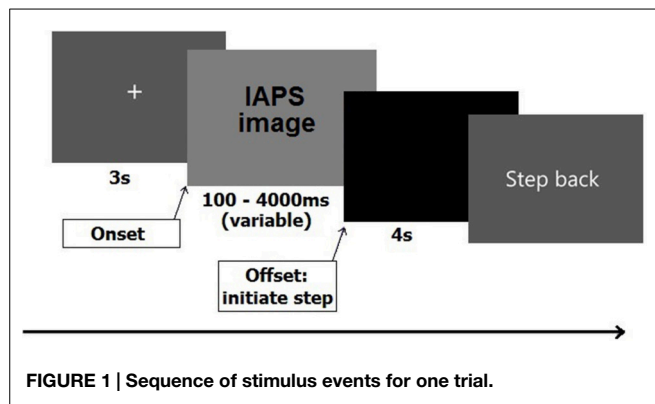 +
IAPS
image
Step back
3s
100 - 4000ms
(variable)
4s
Onset
Offset:
initiate step
FIGURE 1 | Sequence of stimulus events for one trial.